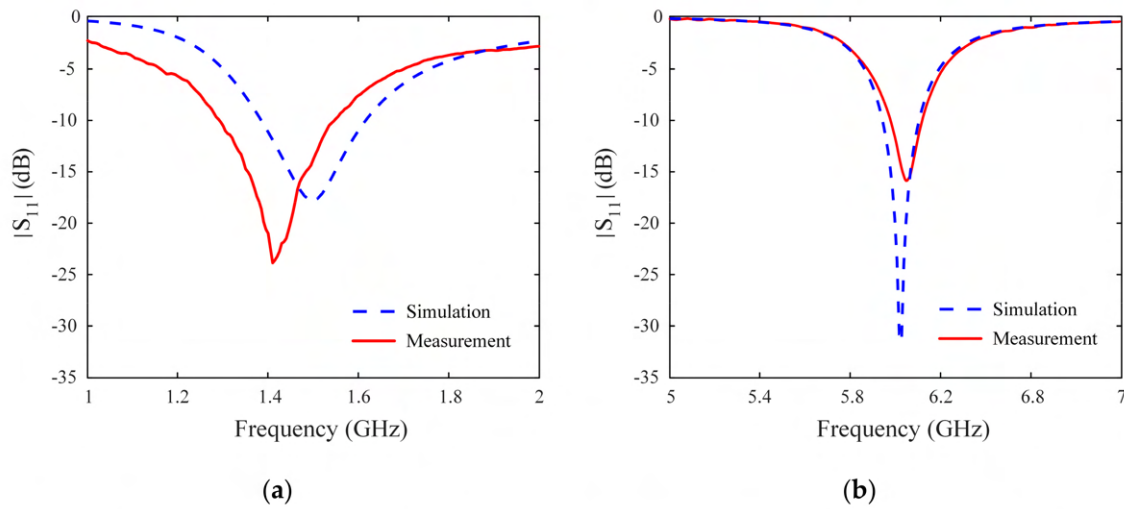 0
-5
-10
-15
-20
-25
-30
-35
|S11| (dB)
Simulation
Measurement
1 1.2 1.4 1.6 1.8 2
Frequency (GHz)
(a)
0
-5
-10
-15
-20
-25
-30
-35
|S11| (dB)
Simulation
Measurement
5 5.4 5.8 6.2 6.8 7
Frequency (GHz)
(b)